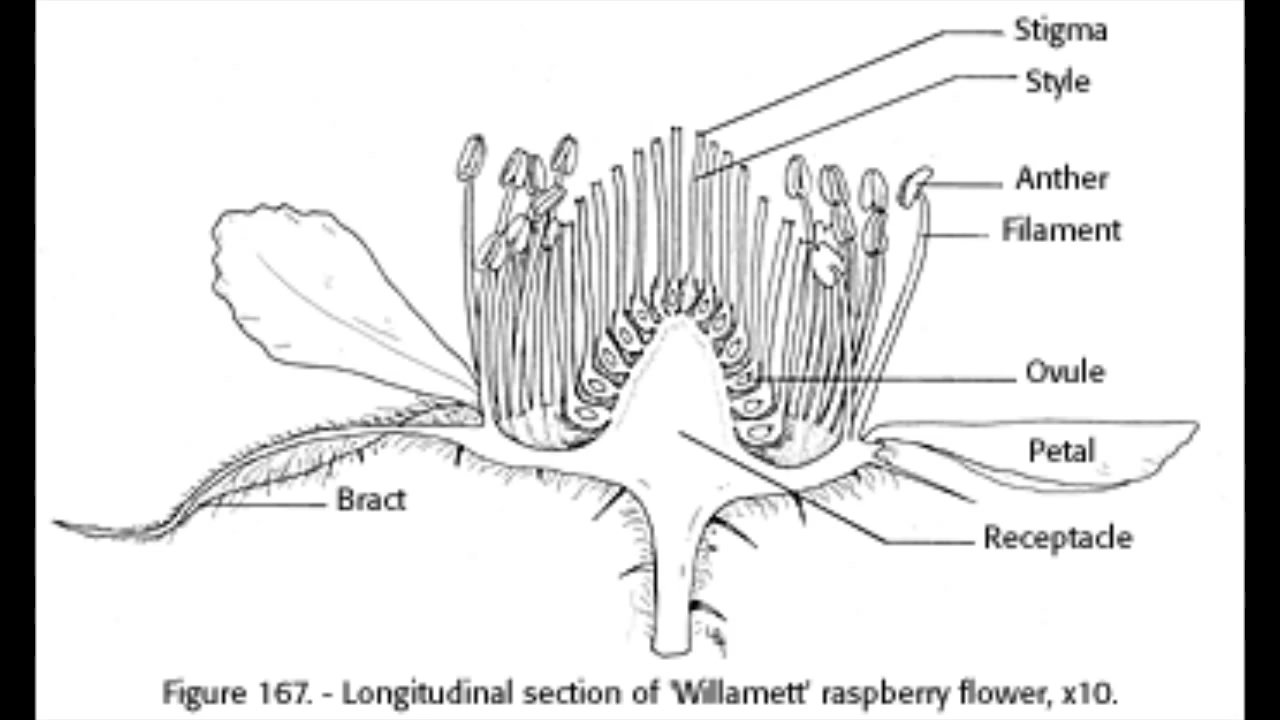 Stigma
Style
Anther
Filament
Ovule
Petal
Bract
Receptacle
Figure 167. - Longitudinal section of 'Willamett' raspberry flower, x10.